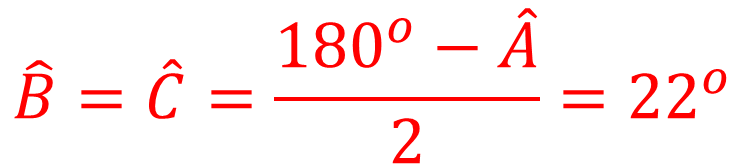 B̂ = Ĉ = (180° − Â) / 2 = 22°